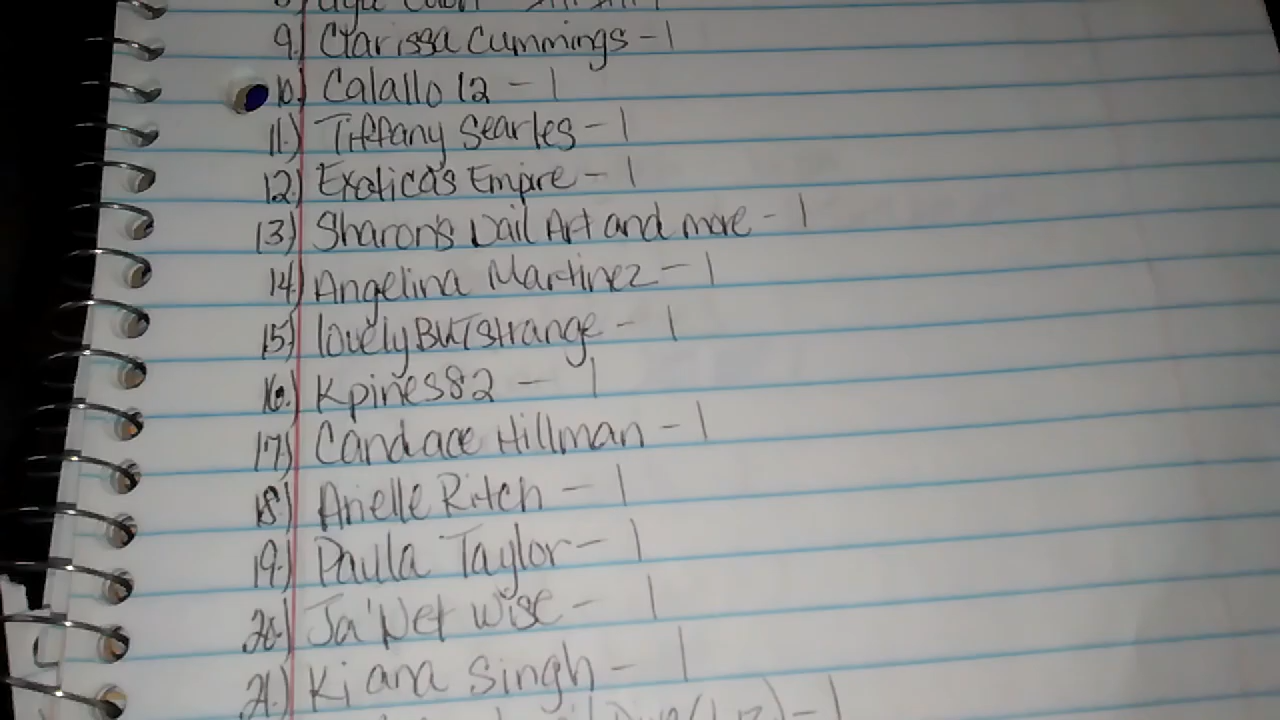 9.) Clarissa Cummings - 1
10.) Calallo 12 - 1
11.) Tiffany Searles - 1
12.) Exotica's Empire - 1
13.) Sharon's Nail Art and more - 1
14.) Angelina Martinez - 1
15.) lovelyBUTstrange - 1
16.) Kpines82 - 1
17.) Candace Hillman - 1
18.) Arielle Ritch - 1
19.) Paula Taylor - 1
20.) Ja'Net Wise - 1
21.) Kiana Singh - 1